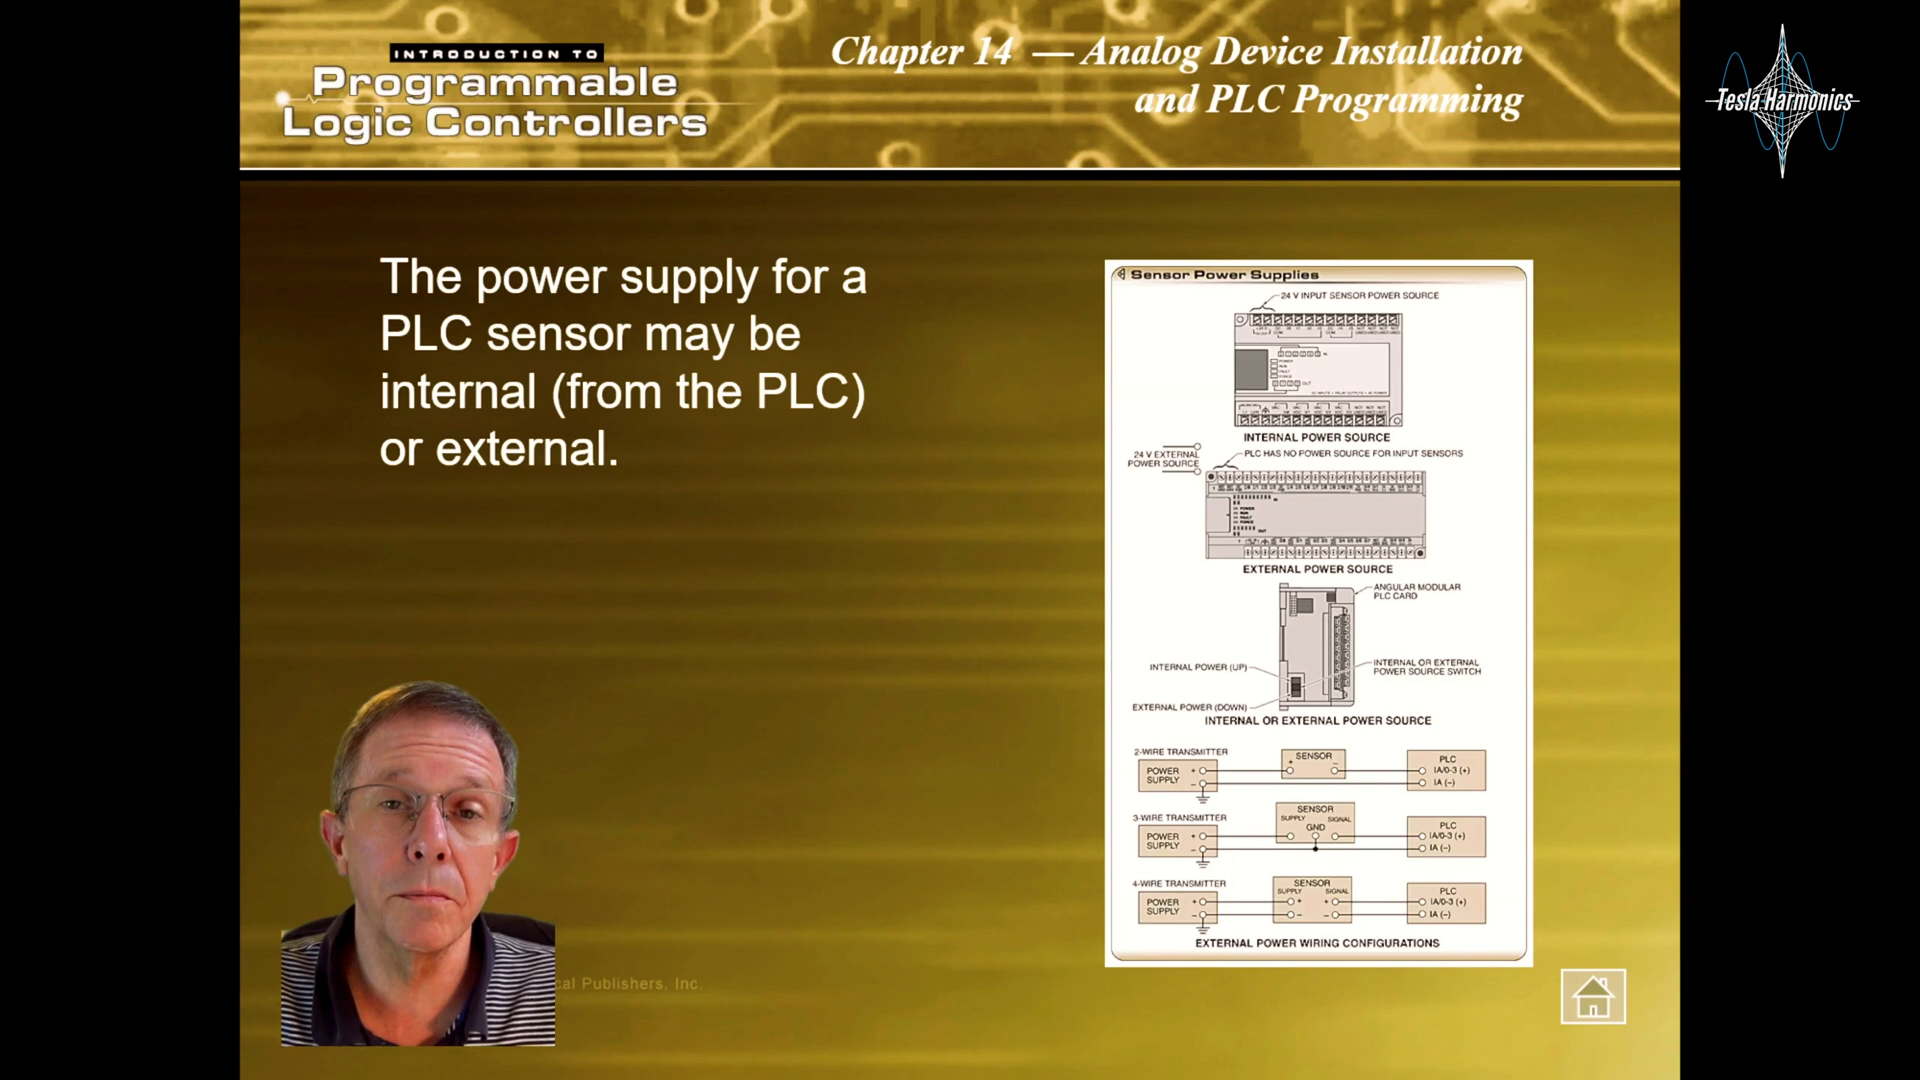 INTRODUCTION TO
Programmable
Logic Controllers
Chapter 14 — Analog Device Installation
and PLC Programming
Tesla Harmonics
The power supply for a
PLC sensor may be
internal (from the PLC)
or external.
Sensor Power Supplies
24 V INPUT SENSOR POWER SOURCE
INTERNAL POWER SOURCE
24 V EXTERNAL
POWER SOURCE
PLC HAS NO POWER SOURCE FOR INPUT SENSORS
POWER
RUN
FAULT
FORCE
OUT
EXTERNAL POWER SOURCE
ANGULAR MODULAR
PLC CARD
INTERNAL POWER (UP)
INTERNAL OR EXTERNAL
POWER SOURCE SWITCH
EXTERNAL POWER (DOWN)
INTERNAL OR EXTERNAL POWER SOURCE
2-WIRE TRANSMITTER
POWER
SUPPLY
+
−
SENSOR
+ −
PLC
IA/0-3 (+)
IA (−)
3-WIRE TRANSMITTER
POWER
SUPPLY
+
−
SENSOR
SUPPLY SIGNAL
GND
PLC
IA/0-3 (+)
IA (−)
4-WIRE TRANSMITTER
POWER
SUPPLY
+
−
SENSOR
SUPPLY SIGNAL
+ +
− −
PLC
IA/0-3 (+)
IA (−)
EXTERNAL POWER WIRING CONFIGURATIONS
cal Publishers, Inc.